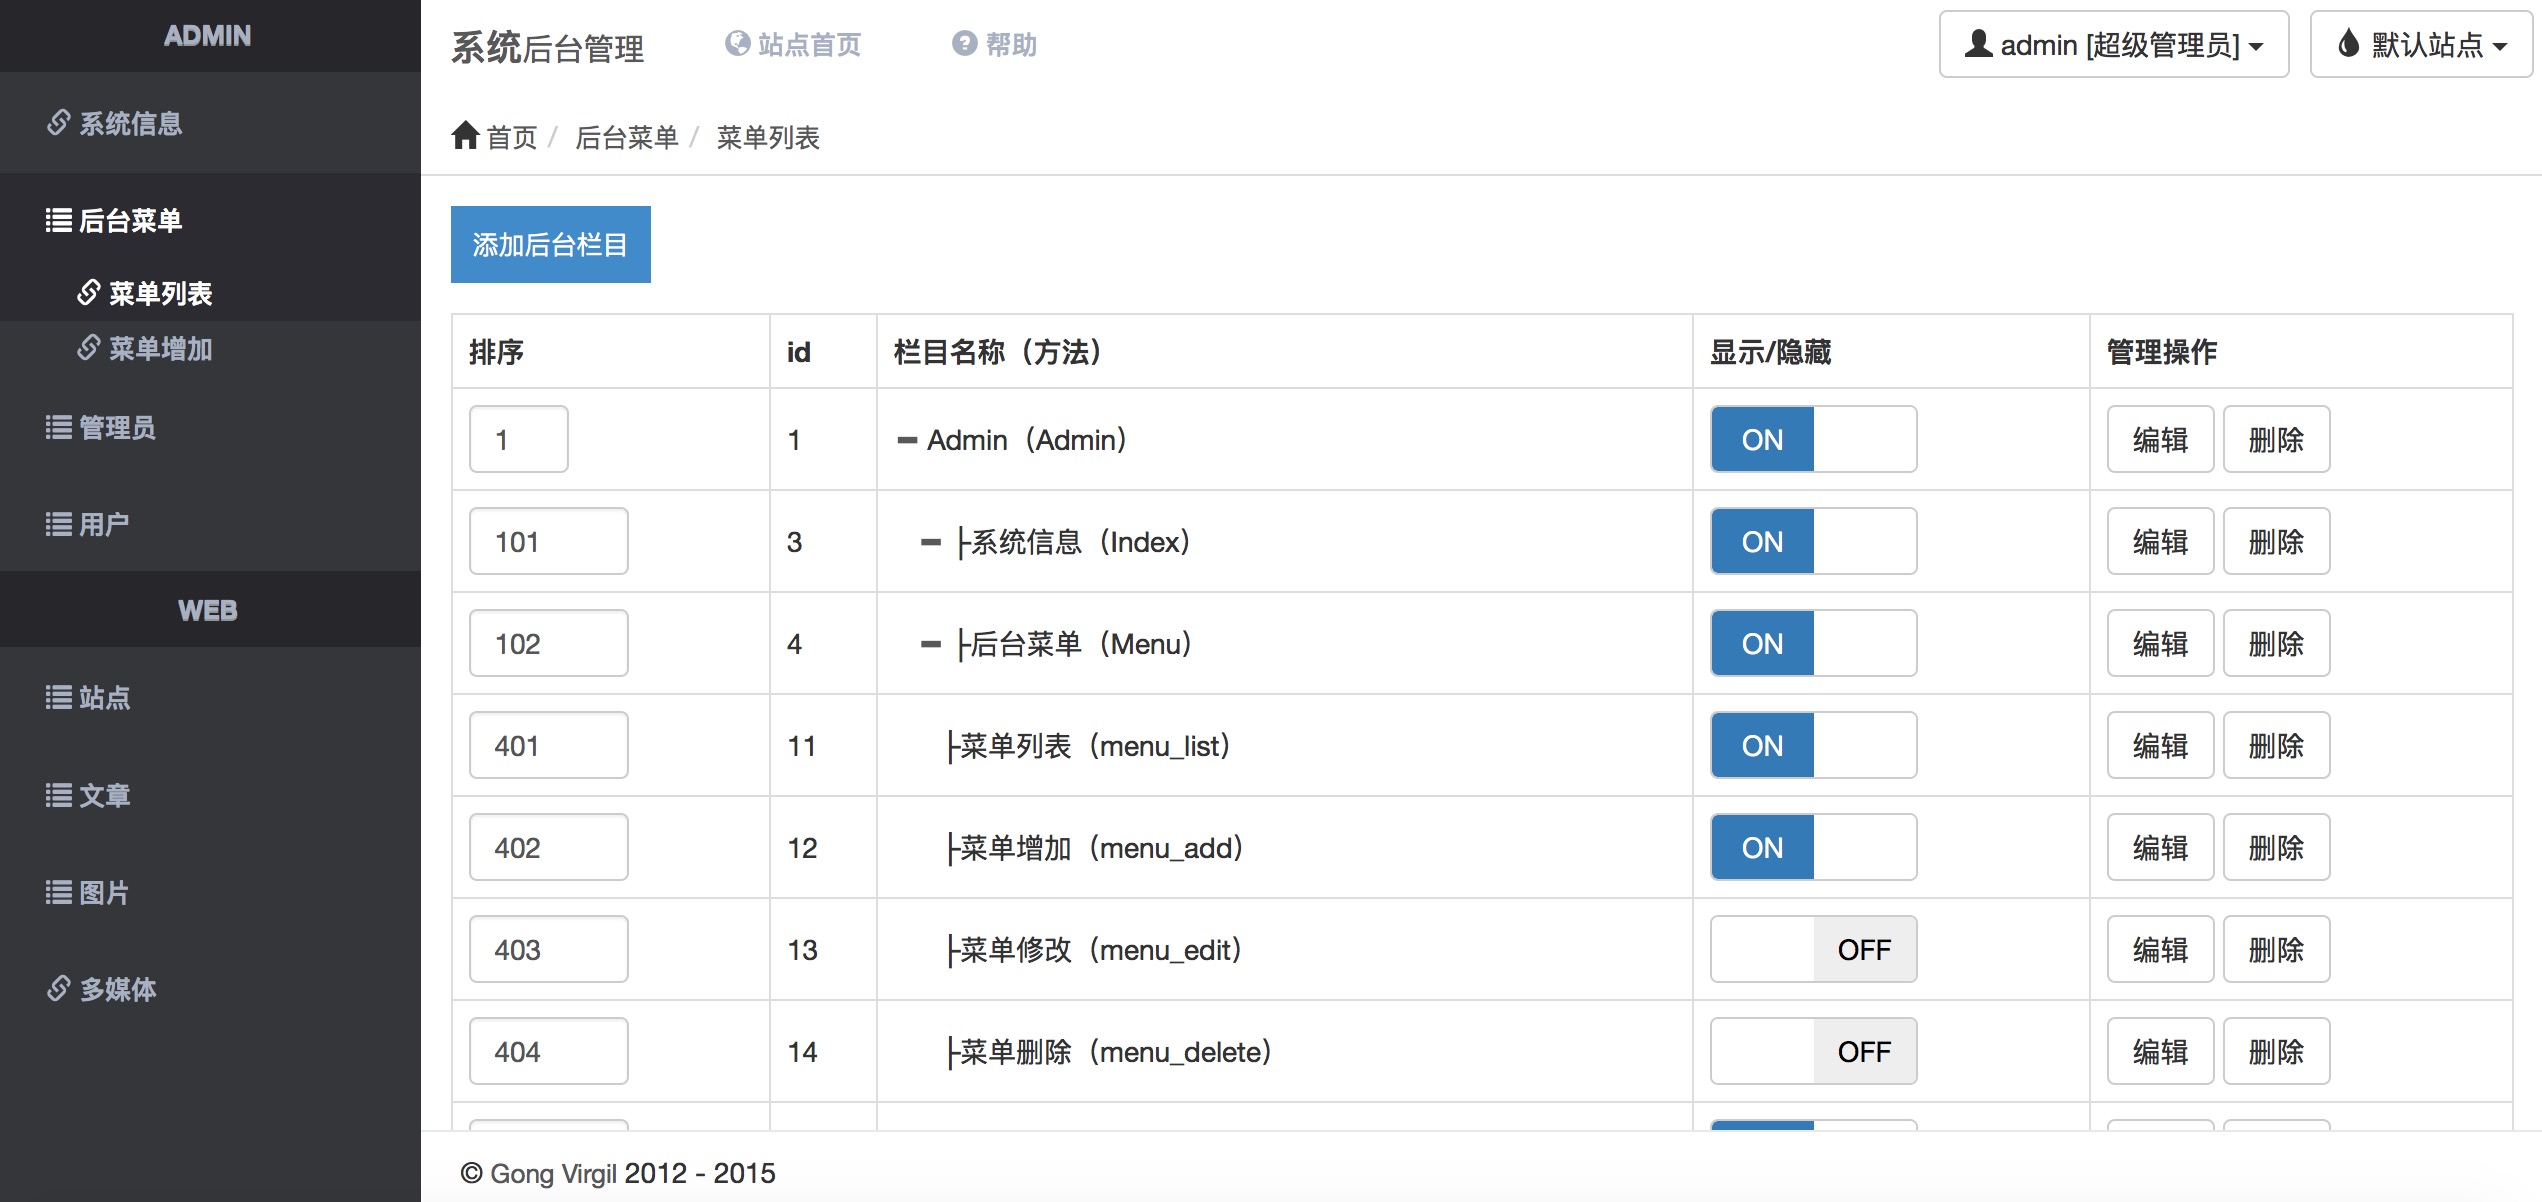 ADMIN
系统信息
后台菜单
菜单列表
菜单增加
管理员
用户
WEB
站点
文章
图片
多媒体
系统后台管理 站点首页 帮助 admin [超级管理员] 默认站点
首页 / 后台菜单 / 菜单列表
添加后台栏目
排序 id 栏目名称（方法） 显示/隐藏 管理操作
1 1 Admin（Admin） ON 编辑 删除
101 3 ├系统信息（Index） ON 编辑 删除
102 4 ├后台菜单（Menu） ON 编辑 删除
401 11 ├菜单列表（menu_list） ON 编辑 删除
402 12 ├菜单增加（menu_add） ON 编辑 删除
403 13 ├菜单修改（menu_edit） OFF 编辑 删除
404 14 ├菜单删除（menu_delete） OFF 编辑 删除
© Gong Virgil 2012 - 2015